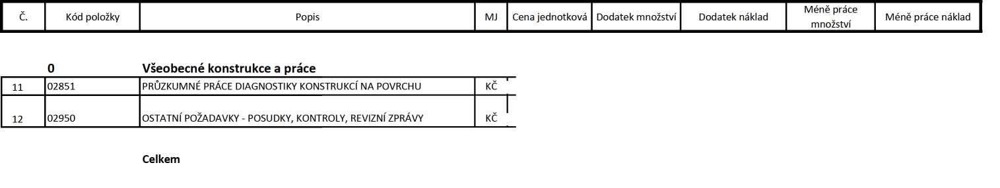 Č. Kód položky Popis MJ Cena jednotková Dodatek množství Dodatek náklad Méně práce množství Méně práce náklad
0 Všeobecné konstrukce a práce
11 02851 PRŮZKUMNÉ PRÁCE DIAGNOSTIKY KONSTRUKCÍ NA POVRCHU KČ
12 02950 OSTATNÍ POŽADAVKY - POSUDKY, KONTROLY, REVIZNÍ ZPRÁVY KČ
Celkem